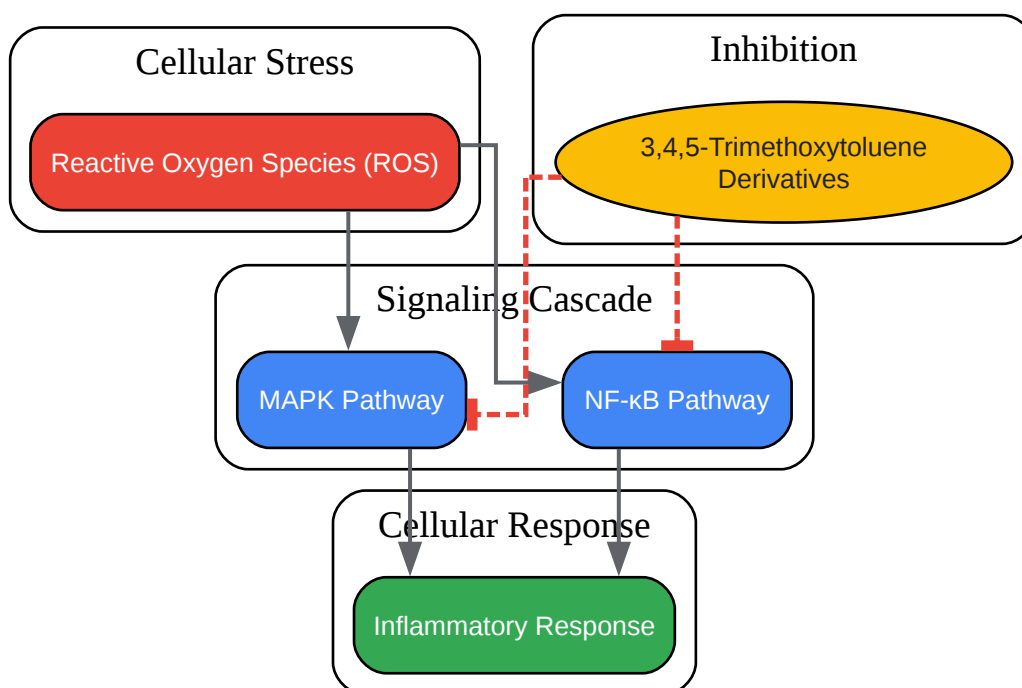 Cellular Stress
Reactive Oxygen Species (ROS)
Inhibition
3,4,5-Trimethoxytoluene
Derivatives
Signaling Cascade
MAPK Pathway
NF-κB Pathway
Cellular Response
Inflammatory Response